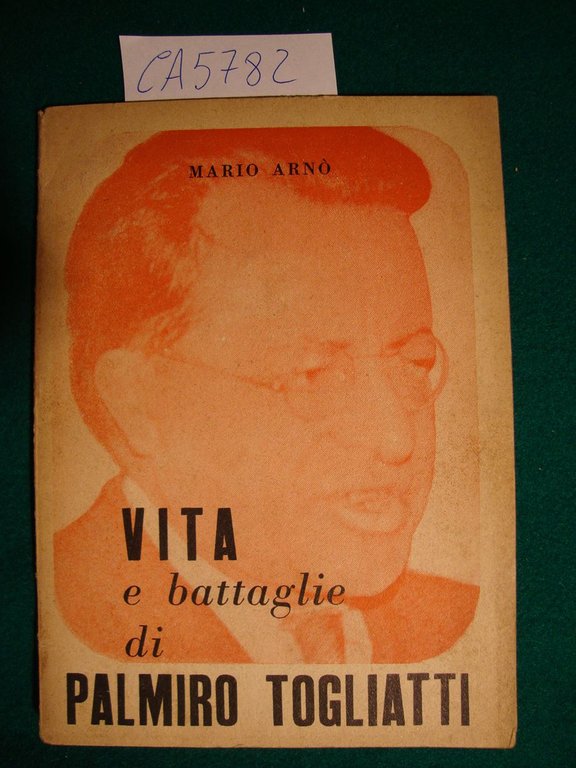 CA5782
MARIO ARNÒ
VITA
e battaglie
di
PALMIRO TOGLIATTI